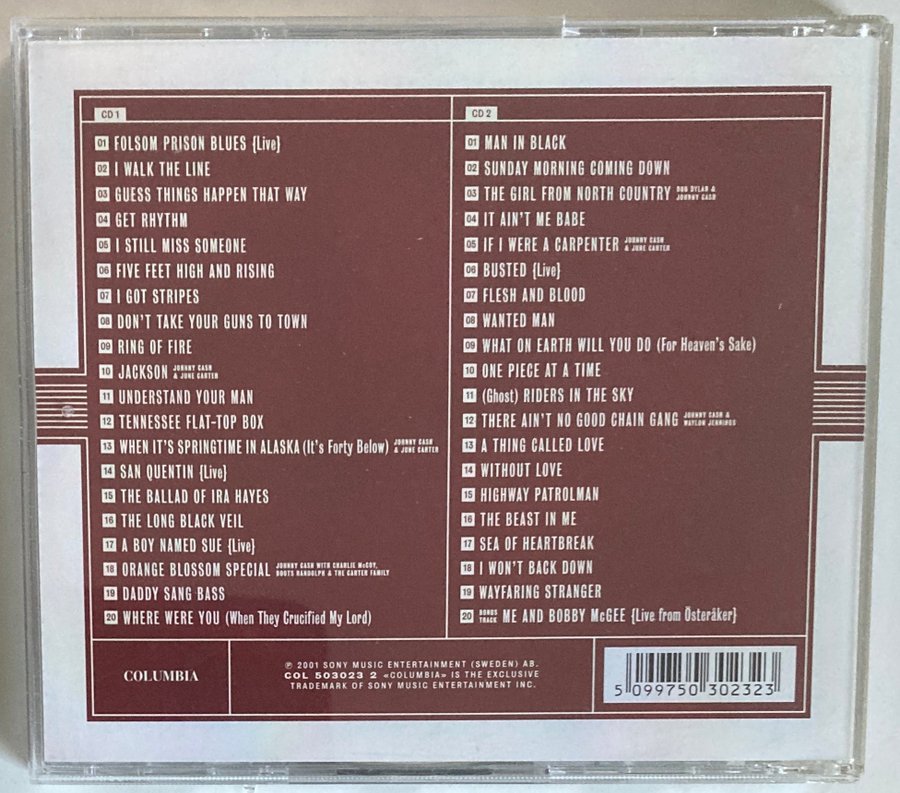 CD 1
01 FOLSOM PRISON BLUES {Live}
02 I WALK THE LINE
03 GUESS THINGS HAPPEN THAT WAY
04 GET RHYTHM
05 I STILL MISS SOMEONE
06 FIVE FEET HIGH AND RISING
07 I GOT STRIPES
08 DON'T TAKE YOUR GUNS TO TOWN
09 RING OF FIRE
10 JACKSON JOHNNY CASH & JUNE CARTER
11 UNDERSTAND YOUR MAN
12 TENNESSEE FLAT-TOP BOX
13 WHEN IT'S SPRINGTIME IN ALASKA (It's Forty Below) JOHNNY CASH & JUNE CARTER
14 SAN QUENTIN {Live}
15 THE BALLAD OF IRA HAYES
16 THE LONG BLACK VEIL
17 A BOY NAMED SUE {Live}
18 ORANGE BLOSSOM SPECIAL JOHNNY CASH WITH CHARLIE McCOY, BOOTS RANDOLPH & THE CARTER FAMILY
19 DADDY SANG BASS
20 WHERE WERE YOU (When They Crucified My Lord)
CD 2
01 MAN IN BLACK
02 SUNDAY MORNING COMING DOWN
03 THE GIRL FROM NORTH COUNTRY BOB DYLAN & JOHNNY CASH
04 IT AIN'T ME BABE
05 IF I WERE A CARPENTER JOHNNY CASH & JUNE CARTER
06 BUSTED {Live}
07 FLESH AND BLOOD
08 WANTED MAN
09 WHAT ON EARTH WILL YOU DO (For Heaven's Sake)
10 ONE PIECE AT A TIME
11 (Ghost) RIDERS IN THE SKY
12 THERE AIN'T NO GOOD CHAIN GANG JOHNNY CASH & WAYLON JENNINGS
13 A THING CALLED LOVE
14 WITHOUT LOVE
15 HIGHWAY PATROLMAN
16 THE BEAST IN ME
17 SEA OF HEARTBREAK
18 I WON'T BACK DOWN
19 WAYFARING STRANGER
20 BONUS TRACK ME AND BOBBY McGEE {Live from Österåker}
COLUMBIA
℗ 2001 SONY MUSIC ENTERTAINMENT (SWEDEN) AB.
COL 503023 2 «COLUMBIA» IS THE EXCLUSIVE
TRADEMARK OF SONY MUSIC ENTERTAINMENT INC.
5 099750 302323